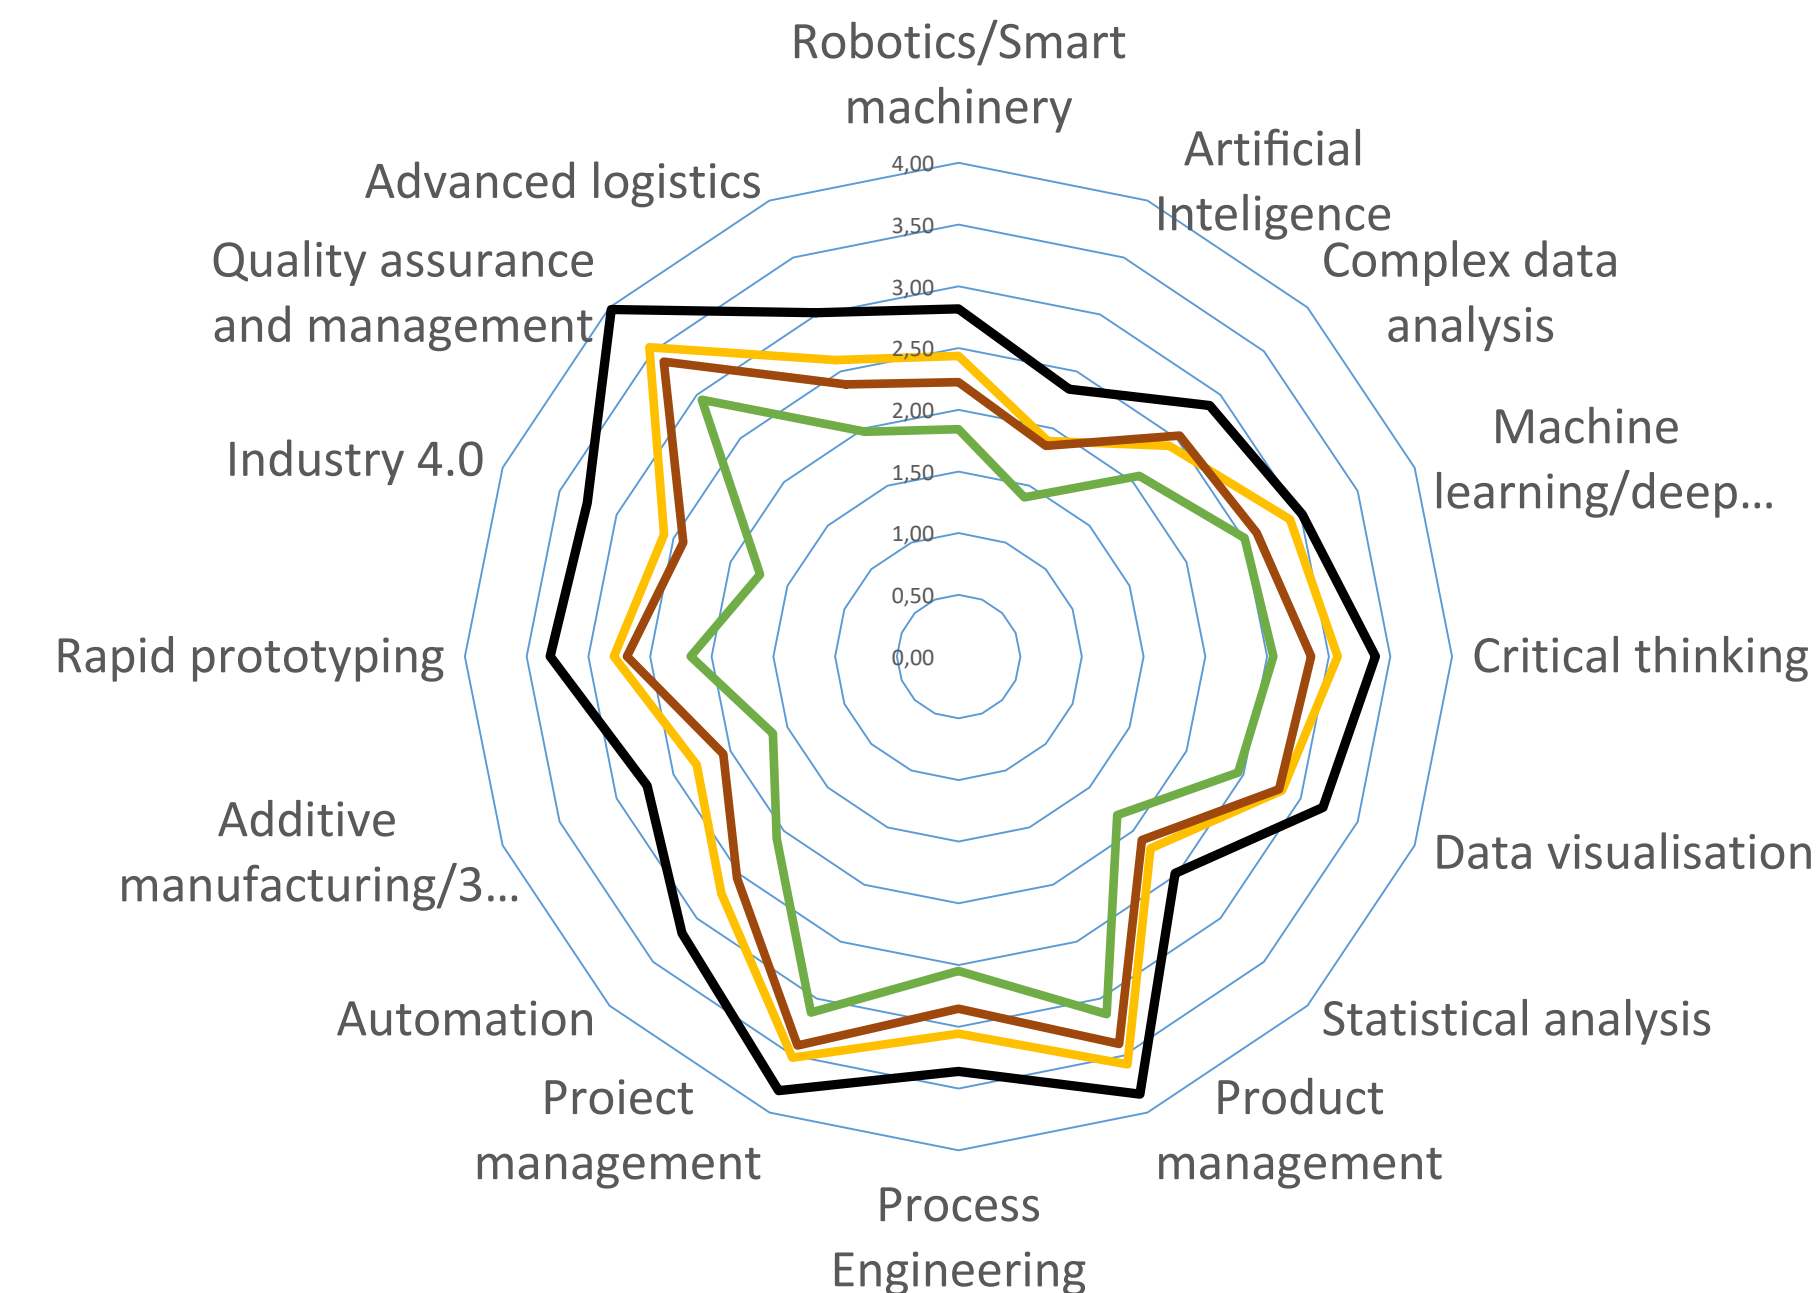 Robotics/Smart
machinery
Artificial
Inteligence
Complex data
analysis
Machine
learning/deep...
Critical thinking
Data visualisation
Statistical analysis
Product
management
Process
Engineering
Proiect
management
Automation
Additive
manufacturing/3...
Rapid prototyping
Industry 4.0
Quality assurance
and management
Advanced logistics
4,00
3,50
3,00
2,50
2,00
1,50
1,00
0,50
0,00